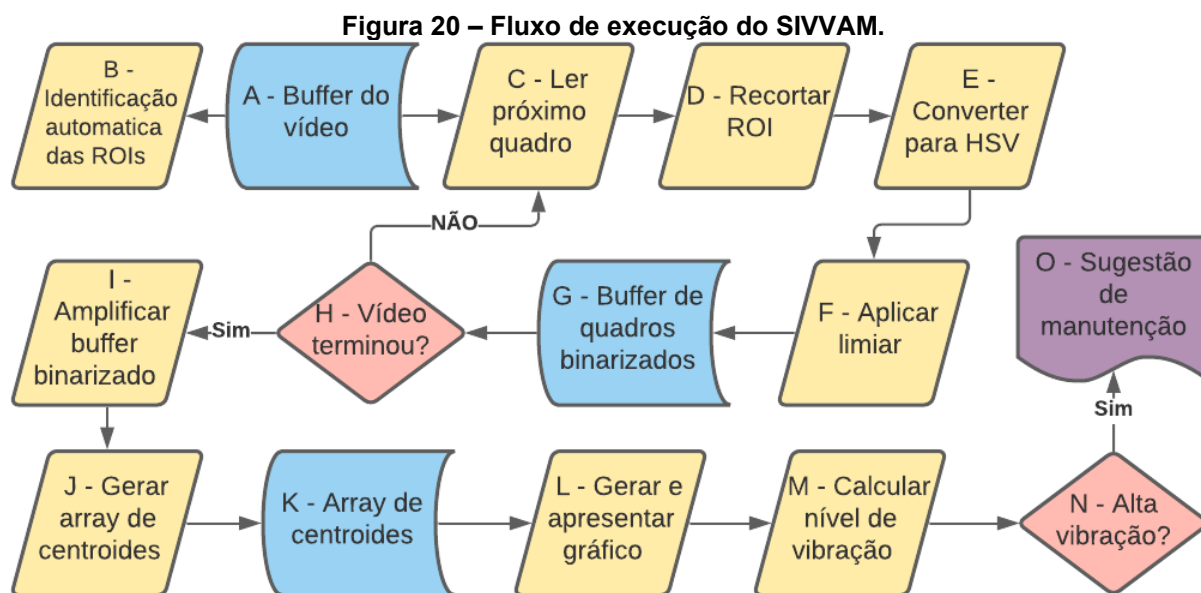 Figura 20 – Fluxo de execução do SIVVAM.
B -
Identificação
automatica
das ROIs
A - Buffer do
vídeo
C - Ler
próximo
quadro
D - Recortar
ROI
E -
Converter
para HSV
NÃO
I -
Amplificar
buffer
binarizado
Sim
H - Vídeo
terminou?
G - Buffer de
quadros
binarizados
F - Aplicar
limiar
O - Sugestão
de
manutenção
Sim
J - Gerar
array de
centroides
K - Array de
centroides
L - Gerar e
apresentar
gráfico
M - Calcular
nível de
vibração
N - Alta
vibração?